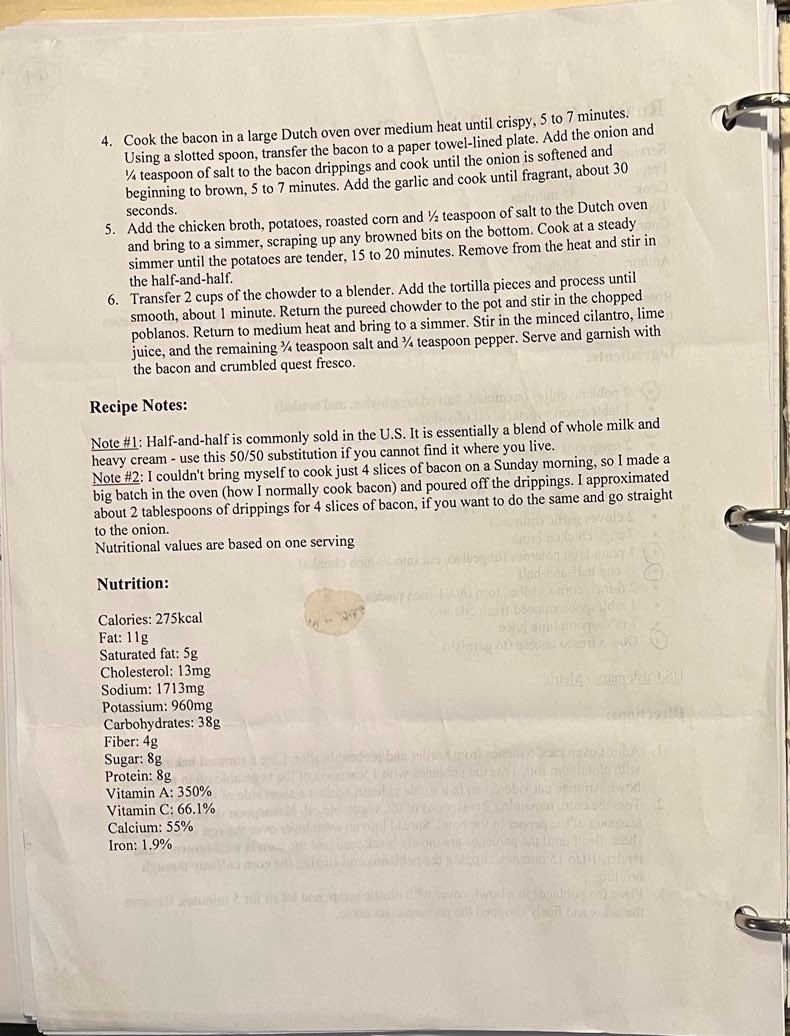 4. Cook the bacon in a large Dutch oven over medium heat until crispy, 5 to 7 minutes.
Using a slotted spoon, transfer the bacon to a paper towel-lined plate. Add the onion and
¼ teaspoon of salt to the bacon drippings and cook until the onion is softened and
beginning to brown, 5 to 7 minutes. Add the garlic and cook until fragrant, about 30
seconds.
5. Add the chicken broth, potatoes, roasted corn and ½ teaspoon of salt to the Dutch oven
and bring to a simmer, scraping up any browned bits on the bottom. Cook at a steady
simmer until the potatoes are tender, 15 to 20 minutes. Remove from the heat and stir in
the half-and-half.
6. Transfer 2 cups of the chowder to a blender. Add the tortilla pieces and process until
smooth, about 1 minute. Return the pureed chowder to the pot and stir in the chopped
poblanos. Return to medium heat and bring to a simmer. Stir in the minced cilantro, lime
juice, and the remaining ¾ teaspoon salt and ¾ teaspoon pepper. Serve and garnish with
the bacon and crumbled quest fresco.
Recipe Notes:
Note #1: Half-and-half is commonly sold in the U.S. It is essentially a blend of whole milk and
heavy cream - use this 50/50 substitution if you cannot find it where you live.
Note #2: I couldn't bring myself to cook just 4 slices of bacon on a Sunday morning, so I made a
big batch in the oven (how I normally cook bacon) and poured off the drippings. I approximated
about 2 tablespoons of drippings for 4 slices of bacon, if you want to do the same and go straight
to the onion.
Nutritional values are based on one serving
Nutrition:
Calories: 275kcal
Fat: 11g
Saturated fat: 5g
Cholesterol: 13mg
Sodium: 1713mg
Potassium: 960mg
Carbohydrates: 38g
Fiber: 4g
Sugar: 8g
Protein: 8g
Vitamin A: 350%
Vitamin C: 66.1%
Calcium: 55%
Iron: 1.9%